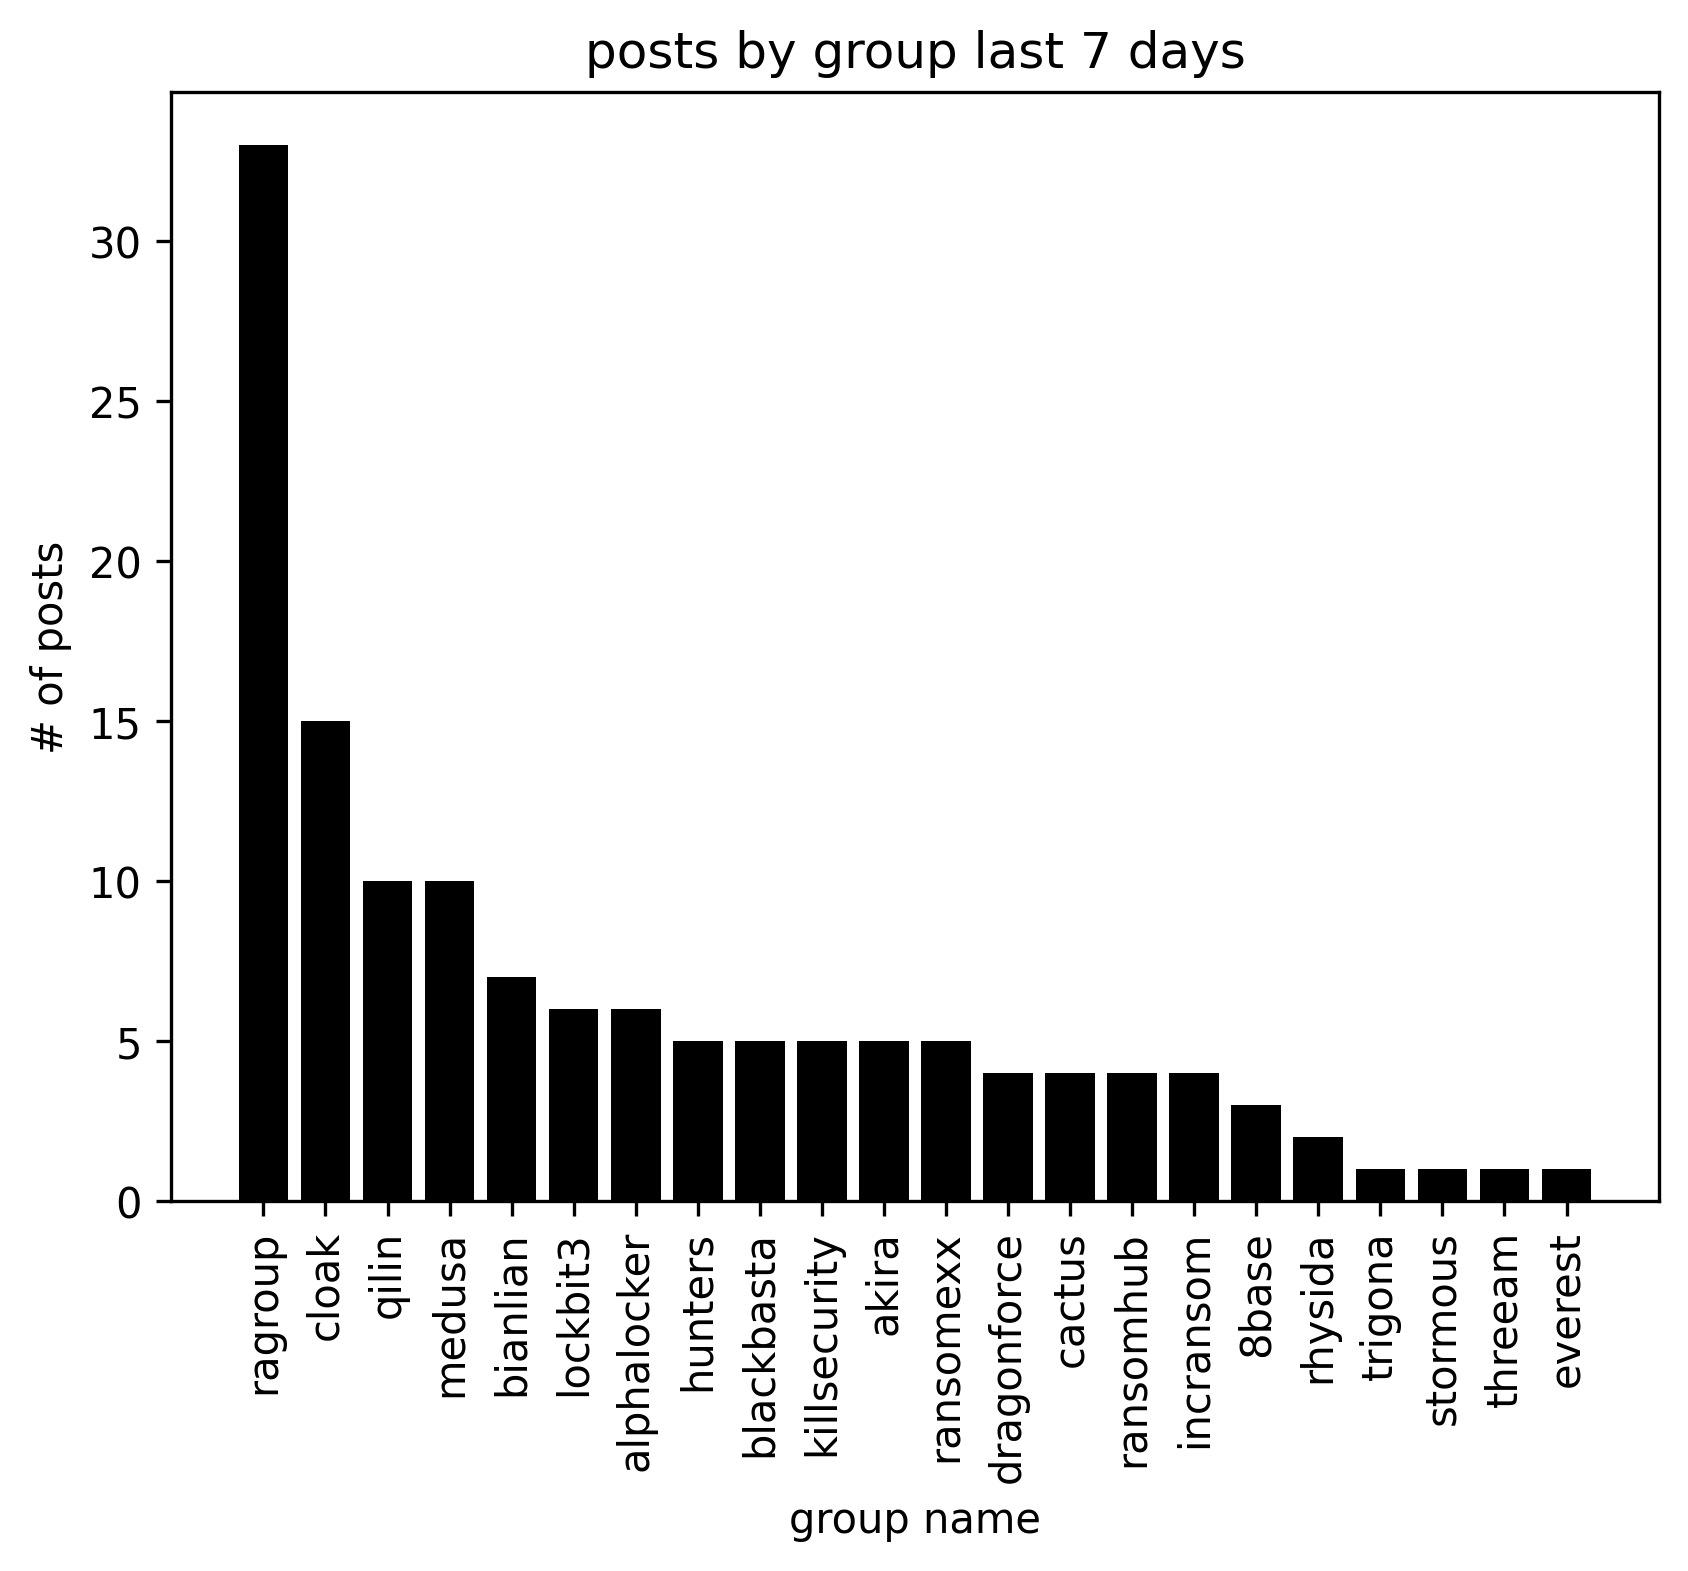 posts by group last 7 days
# of posts
30
25
20
15
10
5
0
ragroup
cloak
qilin
medusa
bianlian
lockbit3
alphalocker
hunters
blackbasta
killsecurity
akira
ransomexx
dragonforce
cactus
ransomhub
incransom
8base
rhysida
trigona
stormous
threeam
everest
group name